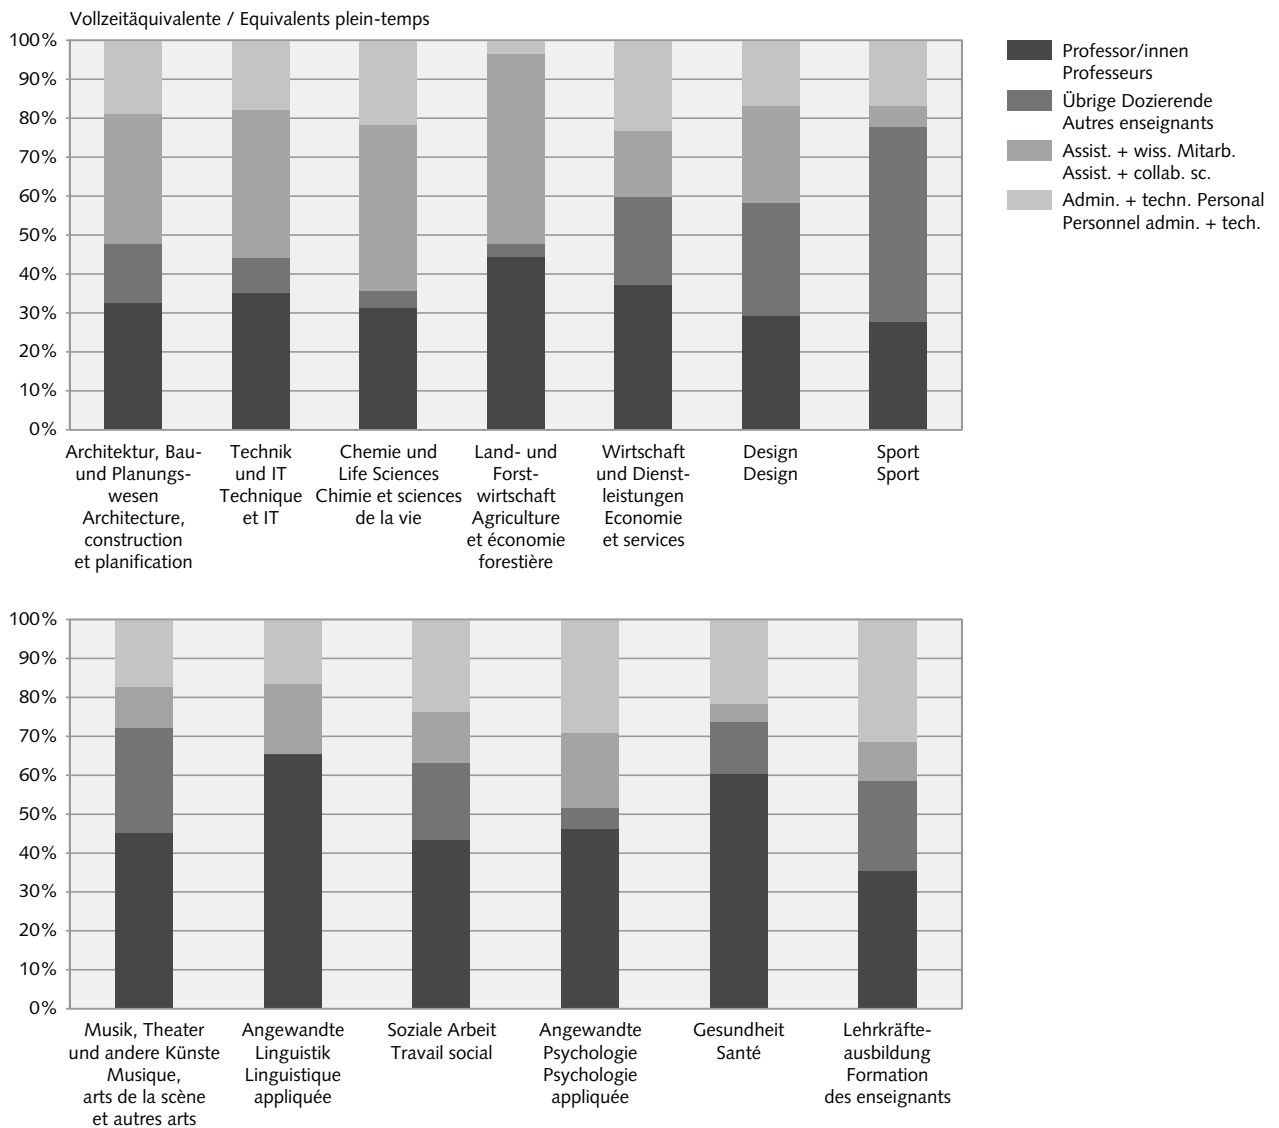 Vollzeitäquivalente / Equivalents plein-temps
100%
90%
80%
70%
60%
50%
40%
30%
20%
10%
0%
Architektur, Bau-
und Planungs-
wesen
Architecture,
construction
et planification
Technik
und IT
Technique
et IT
Chemie und
Life Sciences
Chimie et sciences
de la vie
Land- und
Forst-
wirtschaft
Agriculture
et économie
forestière
Wirtschaft
und Dienst-
leistungen
Economie
et services
Design
Design
Sport
Sport
Professor/innen
Professeurs
Übrige Dozierende
Autres enseignants
Assist. + wiss. Mitarb.
Assist. + collab. sc.
Admin. + techn. Personal
Personnel admin. + tech.
100%
90%
80%
70%
60%
50%
40%
30%
20%
10%
0%
Musik, Theater
und andere Künste
Musique,
arts de la scène
et autres arts
Angewandte
Linguistik
Linguistique
appliquée
Soziale Arbeit
Travail social
Angewandte
Psychologie
Psychologie
appliquée
Gesundheit
Santé
Lehrkräfte-
ausbildung
Formation
des enseignants